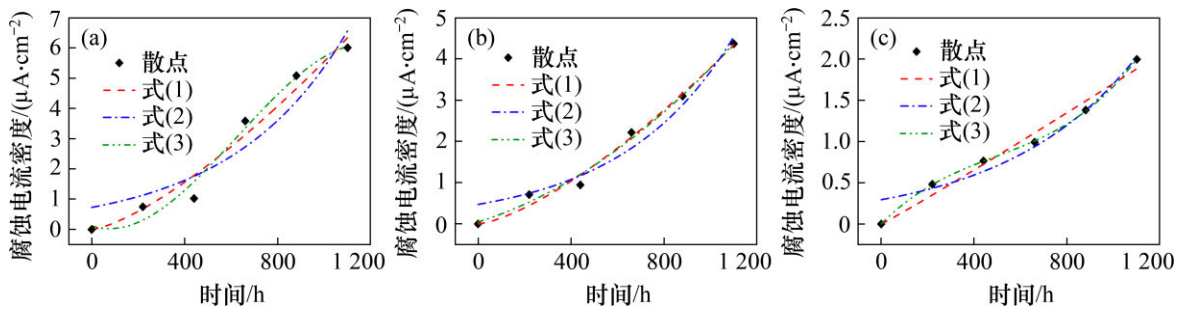 7
6
5
4
3
2
1
0
腐蚀电流密度/(μA·cm⁻²)
(a)
散点
式(1)
式(2)
式(3)
0 400 800 1 200
时间/h
5
4
3
2
1
0
腐蚀电流密度/(μA·cm⁻²)
(b)
散点
式(1)
式(2)
式(3)
0 400 800 1 200
时间/h
2.5
2.0
1.5
1.0
0.5
0
腐蚀电流密度/(μA·cm⁻²)
(c)
散点
式(1)
式(2)
式(3)
0 400 800 1 200
时间/h